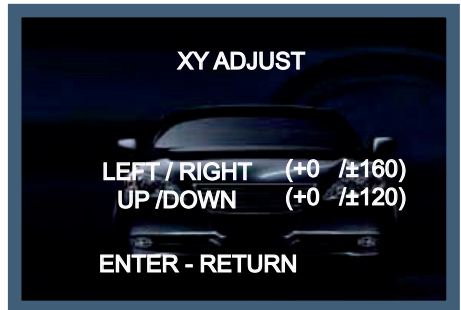 XY ADJUST
LEFT / RIGHT (+0 /±160)
UP /DOWN (+0 /±120)
ENTER - RETURN